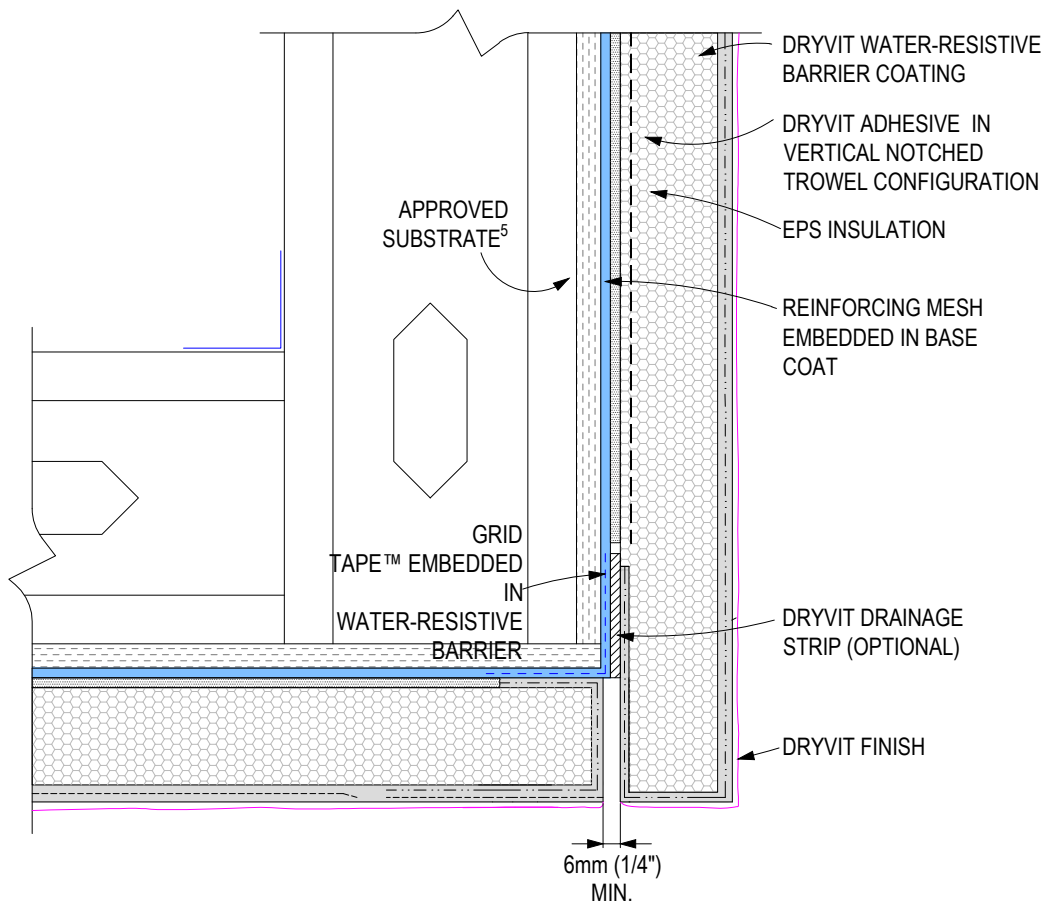 DRYVIT WATER-RESISTIVE
BARRIER COATING
DRYVIT ADHESIVE IN
VERTICAL NOTCHED
TROWEL CONFIGURATION
APPROVED
SUBSTRATE⁵
EPS INSULATION
REINFORCING MESH
EMBEDDED IN BASE
COAT
GRID
TAPE™ EMBEDDED
IN
WATER-RESISTIVE
BARRIER
DRYVIT DRAINAGE
STRIP (OPTIONAL)
DRYVIT FINISH
6mm (1/4")
MIN.